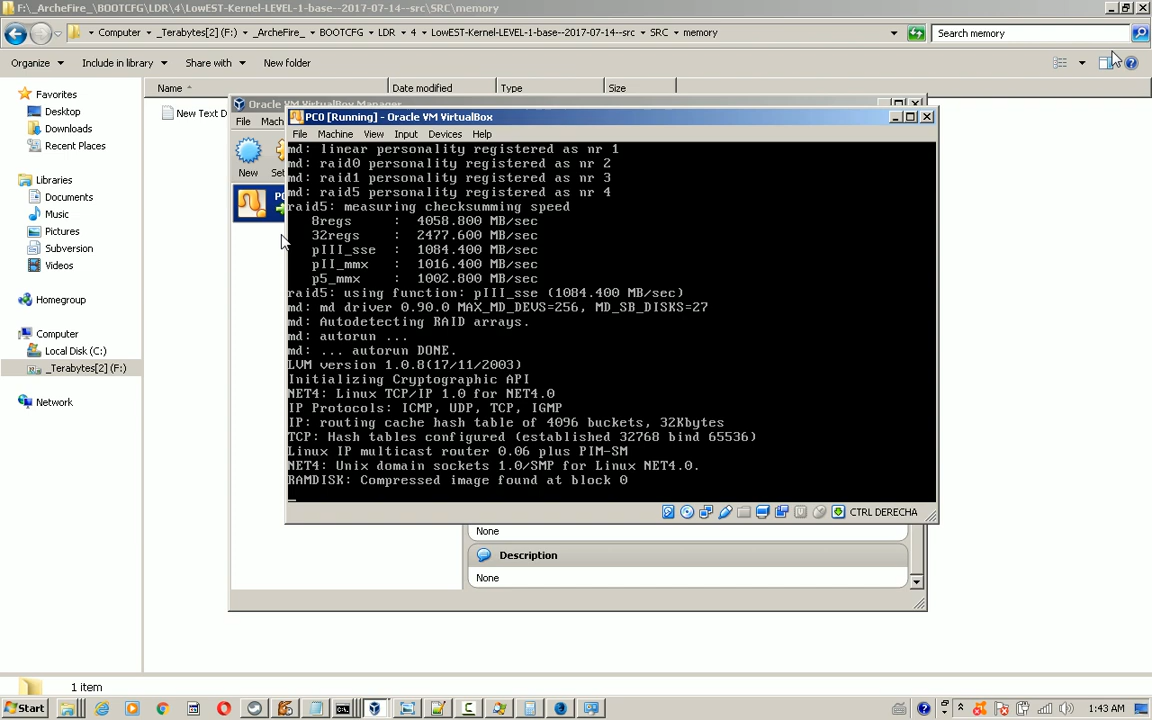 F:\_ArcheFire_\BOOTCFG\LDR\4\LowEST-Kernel-LEVEL-1-base--2017-07-14--src\SRC\memory
Computer
_Terabytes[2] (F:)
_ArcheFire_
BOOTCFG
LDR
4
LowEST-Kernel-LEVEL-1-base--2017-07-14--src
SRC
memory
Search memory
Organize
Include in library
Share with
New folder
Favorites
Desktop
Downloads
Recent Places
Libraries
Documents
Music
Pictures
Subversion
Videos
Homegroup
Computer
Local Disk (C:)
_Terabytes[2] (F:)
Network
Name
Date modified
Type
Size
New Text D
Oracle VM VirtualBox Manager
File
Mach
New
Set
PC
PC0 [Running] - Oracle VM VirtualBox
File
Machine
View
Input
Devices
Help
md: linear personality registered as nr 1
md: raid0 personality registered as nr 2
md: raid1 personality registered as nr 3
md: raid5 personality registered as nr 4
raid5: measuring checksumming speed
8regs : 4058.800 MB/sec
32regs : 2477.600 MB/sec
pIII_sse : 1084.400 MB/sec
pII_mmx : 1016.400 MB/sec
p5_mmx : 1002.800 MB/sec
raid5: using function: pIII_sse (1084.400 MB/sec)
md: md driver 0.90.0 MAX_MD_DEVS=256, MD_SB_DISKS=27
md: Autodetecting RAID arrays.
md: autorun ...
md: ... autorun DONE.
LVM version 1.0.8(17/11/2003)
Initializing Cryptographic API
NET4: Linux TCP/IP 1.0 for NET4.0
IP Protocols: ICMP, UDP, TCP, IGMP
IP: routing cache hash table of 4096 buckets, 32Kbytes
TCP: Hash tables configured (established 32768 bind 65536)
Linux IP multicast router 0.06 plus PIM-SM
NET4: Unix domain sockets 1.0/SMP for Linux NET4.0.
RAMDISK: Compressed image found at block 0
CTRL DERECHA
None
Description
None
1 item
Start
1:43 AM